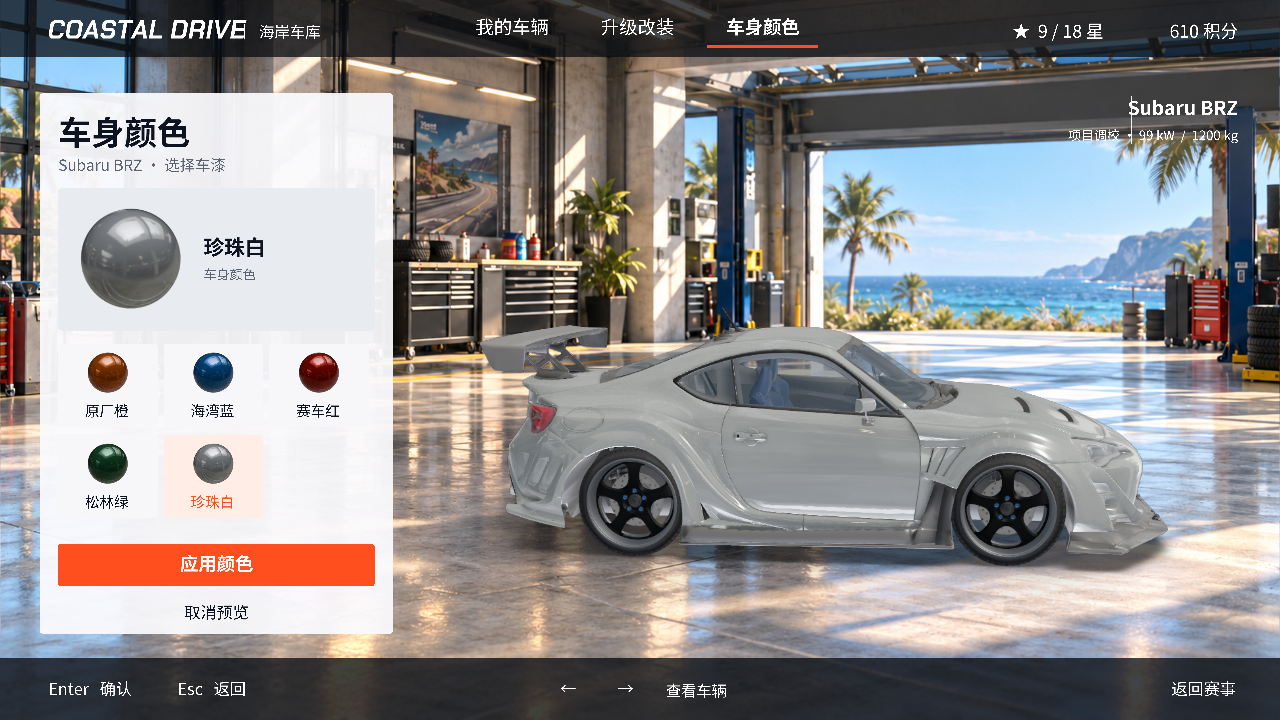 COASTAL DRIVE 海岸车库
我的车辆 升级改装 车身颜色
★ 9 / 18 星 610 积分
Subaru BRZ
项目调校 · 99 kW / 1200 kg
车身颜色
Subaru BRZ · 选择车漆
珍珠白
车身颜色
原厂橙 海湾蓝 赛车红
松林绿 珍珠白
应用颜色
取消预览
Enter 确认 Esc 返回 ← → 查看车辆 返回赛事